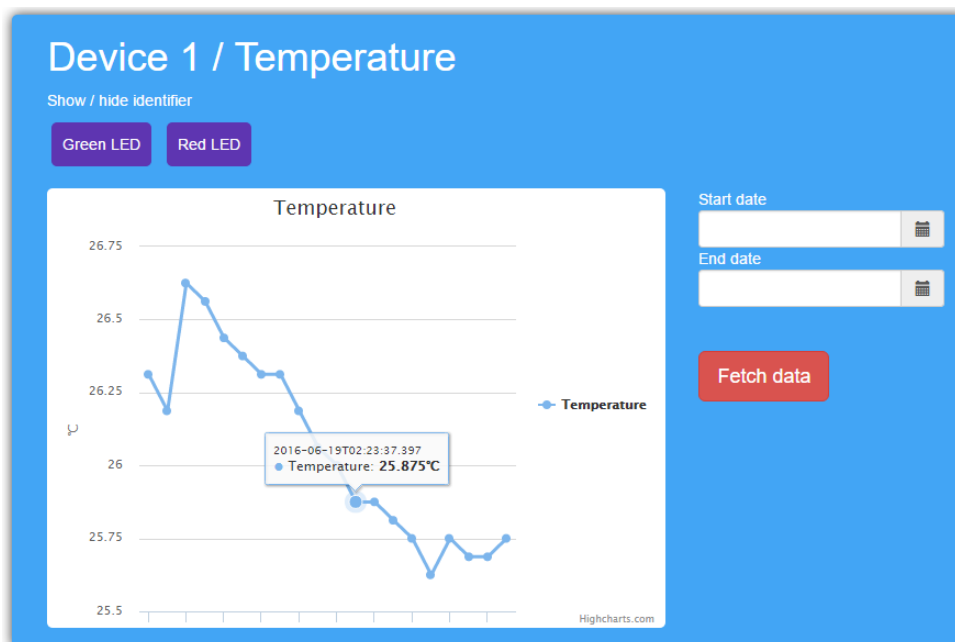 Device 1 / Temperature
Show / hide identifier
Green LED
Red LED
Temperature
Start date
End date
Fetch data
26.75
26.5
26.25
26
25.75
25.5
℃
2016-06-19T02:23:37.397
Temperature: 25.875℃
Temperature
Highcharts.com